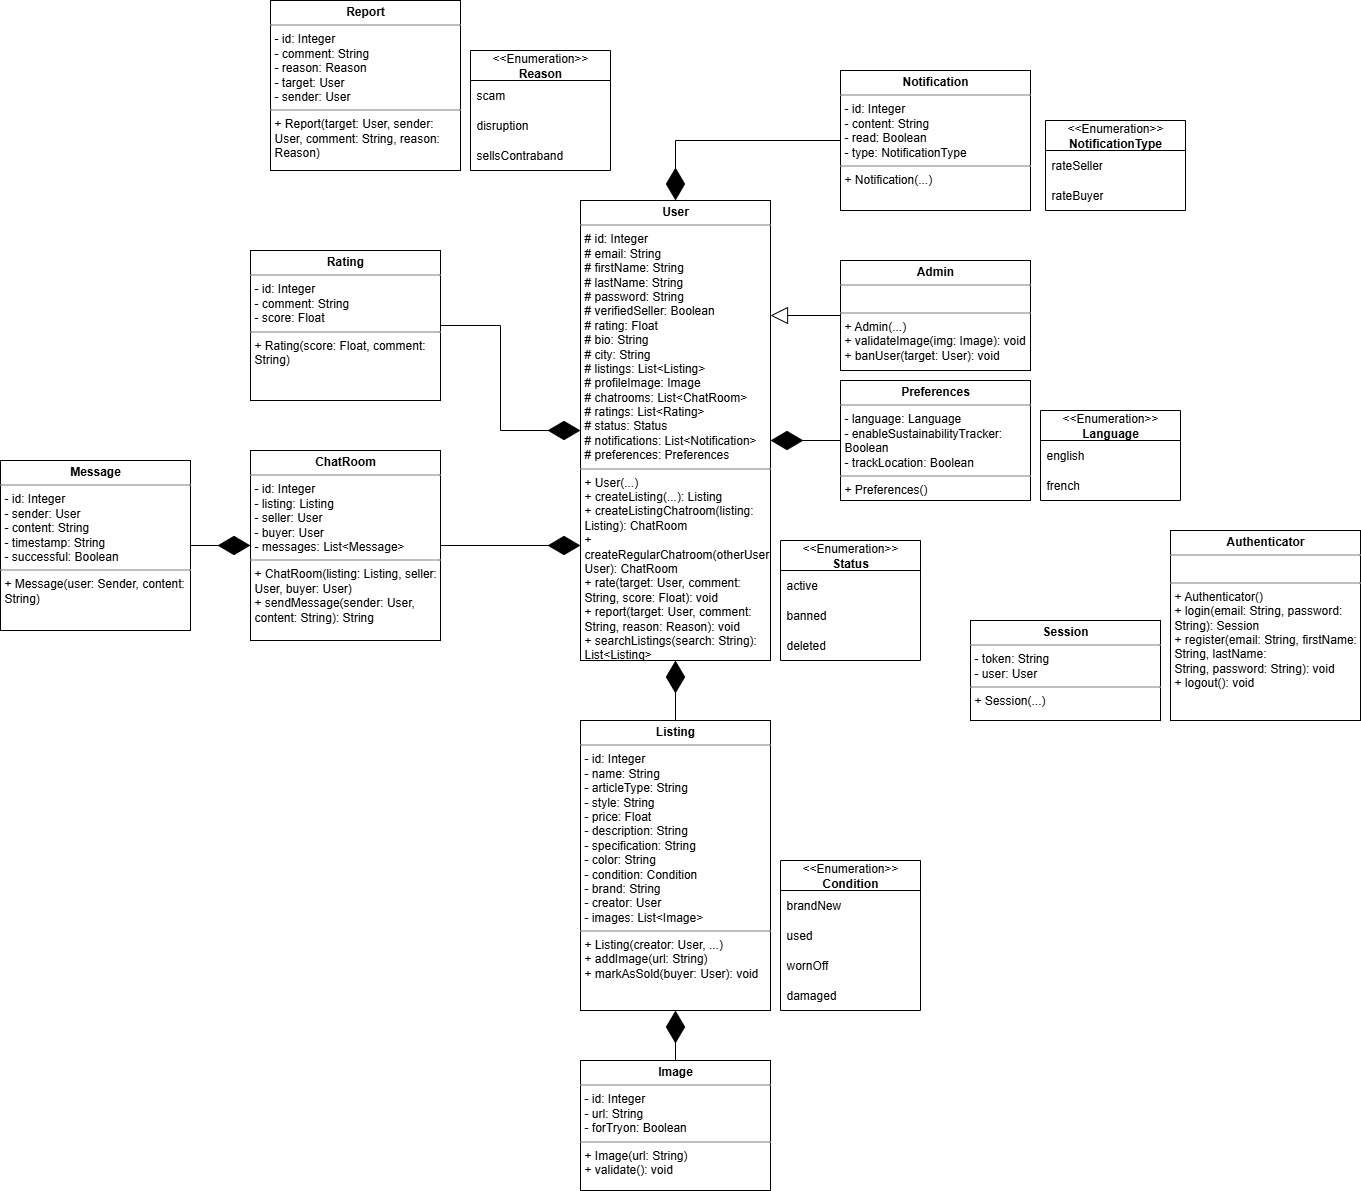 Report
- id: Integer
- comment: String
- reason: Reason
- target: User
- sender: User
+ Report(target: User, sender:
User, comment: String, reason:
Reason)
<<Enumeration>>
Reason
scam
disruption
sellsContraband
Notification
- id: Integer
- content: String
- read: Boolean
- type: NotificationType
+ Notification(...)
<<Enumeration>>
NotificationType
rateSeller
rateBuyer
User
# id: Integer
# email: String
# firstName: String
# lastName: String
# password: String
# verifiedSeller: Boolean
# rating: Float
# bio: String
# city: String
# listings: List<Listing>
# profileImage: Image
# chatrooms: List<ChatRoom>
# ratings: List<Rating>
# status: Status
# notifications: List<Notification>
# preferences: Preferences
+ User(...)
+ createListing(...): Listing
+ createListingChatroom(listing:
Listing): ChatRoom
+
createRegularChatroom(otherUser
User): ChatRoom
+ rate(target: User, comment:
String, score: Float): void
+ report(target: User, comment:
String, reason: Reason): void
+ searchListings(search: String):
List<Listing>
Rating
- id: Integer
- comment: String
- score: Float
+ Rating(score: Float, comment:
String)
Admin
+ Admin(...)
+ validateImage(img: Image): void
+ banUser(target: User): void
Preferences
- language: Language
- enableSustainabilityTracker:
Boolean
- trackLocation: Boolean
+ Preferences()
<<Enumeration>>
Language
english
french
Message
- id: Integer
- sender: User
- content: String
- timestamp: String
- successful: Boolean
+ Message(user: Sender, content:
String)
ChatRoom
- id: Integer
- listing: Listing
- seller: User
- buyer: User
- messages: List<Message>
+ ChatRoom(listing: Listing, seller:
User, buyer: User)
+ sendMessage(sender: User,
content: String): String
<<Enumeration>>
Status
active
banned
deleted
Session
- token: String
- user: User
+ Session(...)
Authenticator
+ Authenticator()
+ login(email: String, password:
String): Session
+ register(email: String, firstName:
String, lastName:
String, password: String): void
+ logout(): void
Listing
- id: Integer
- name: String
- articleType: String
- style: String
- price: Float
- description: String
- specification: String
- color: String
- condition: Condition
- brand: String
- creator: User
- images: List<Image>
+ Listing(creator: User, ...)
+ addImage(url: String)
+ markAsSold(buyer: User): void
<<Enumeration>>
Condition
brandNew
used
wornOff
damaged
Image
- id: Integer
- url: String
- forTryon: Boolean
+ Image(url: String)
+ validate(): void